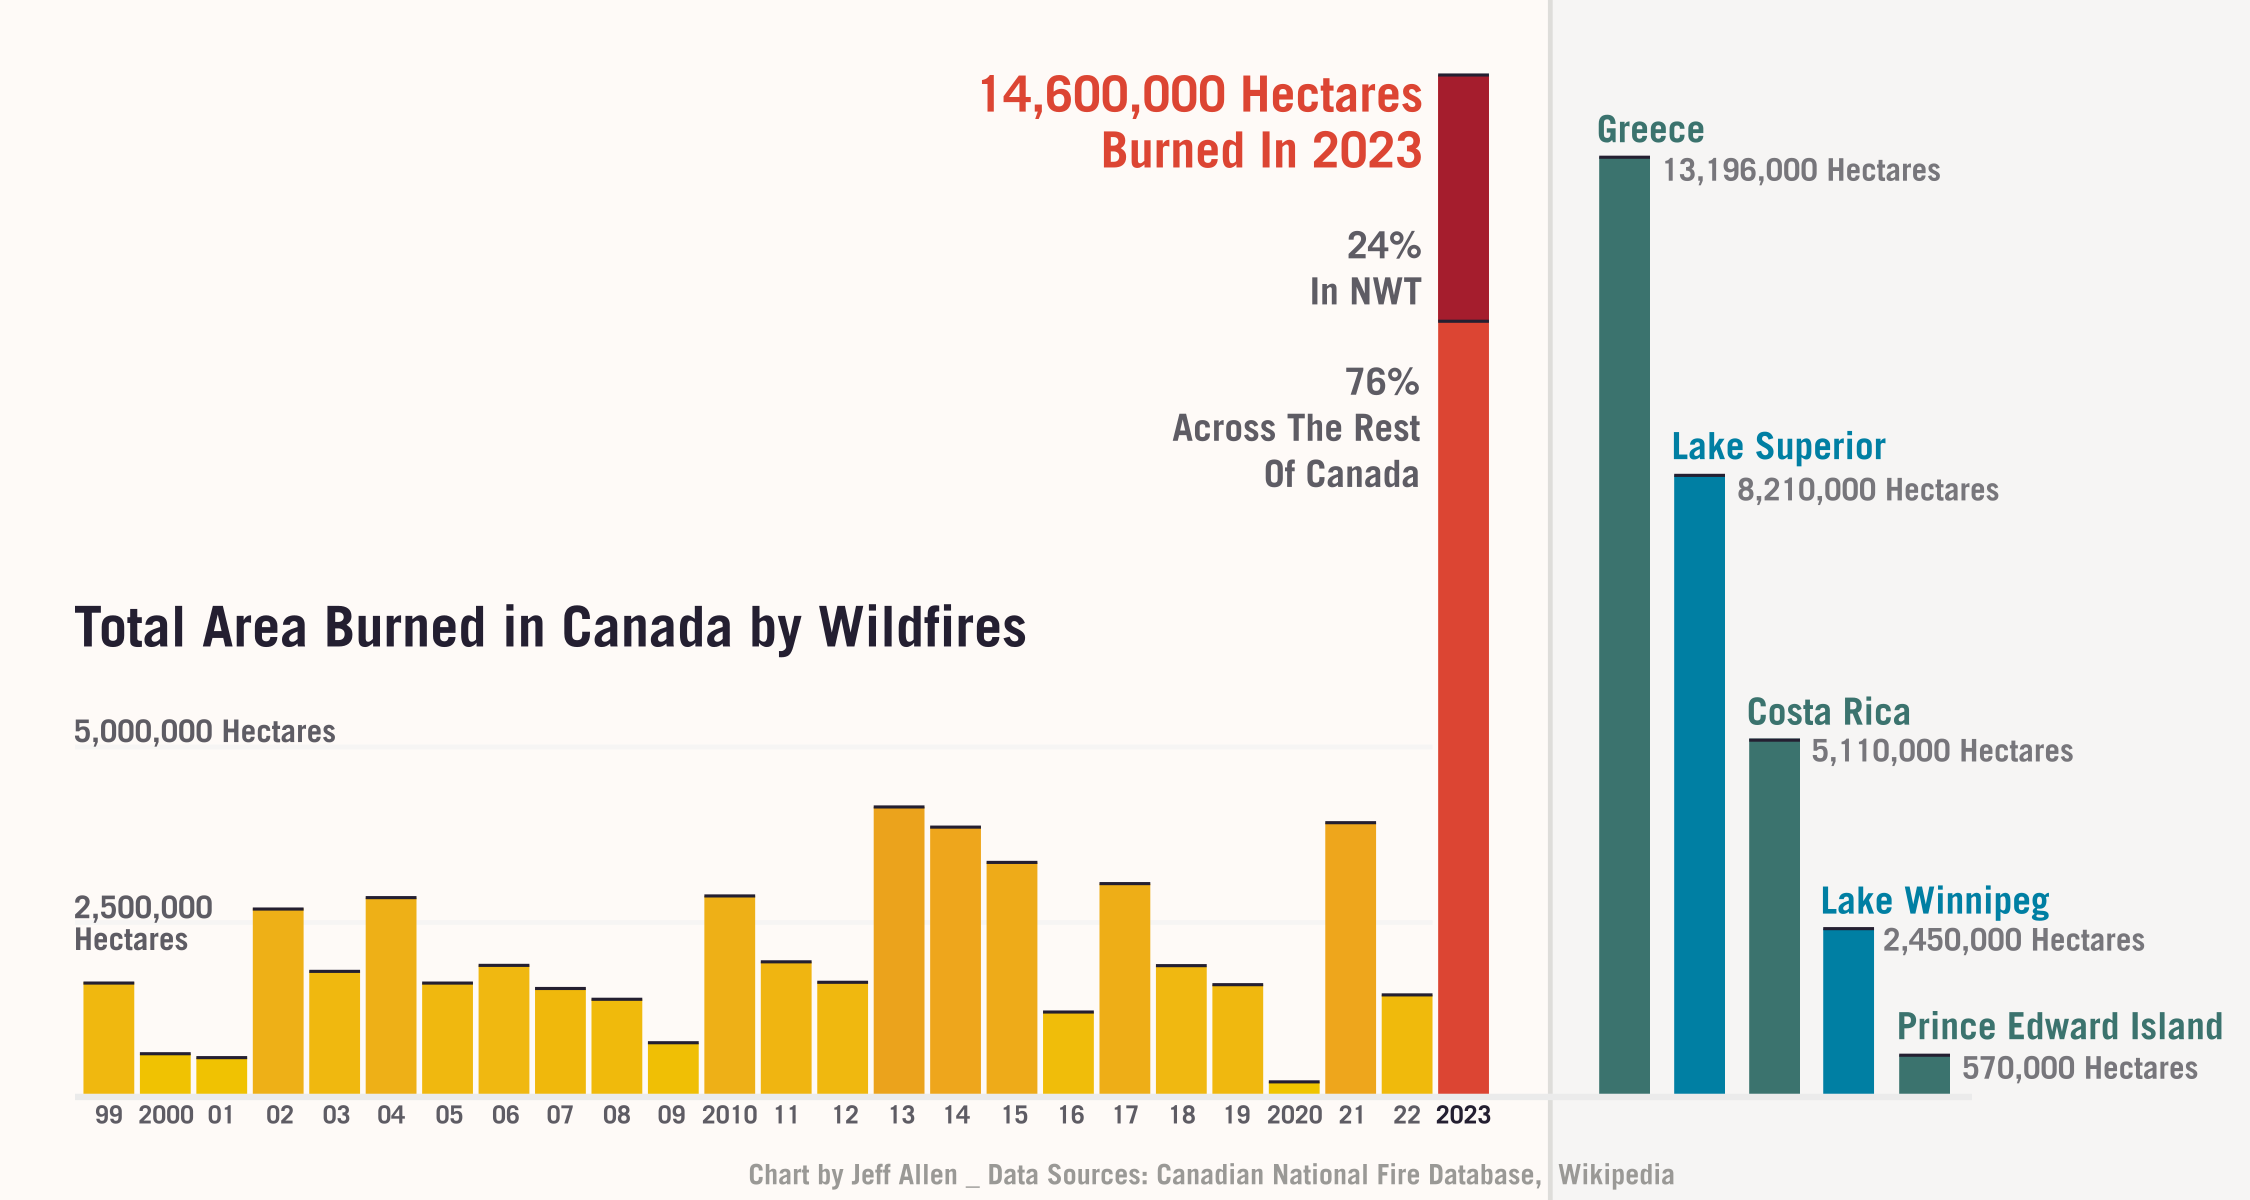 14,600,000 Hectares
Burned In 2023
24%
In NWT
76%
Across The Rest
Of Canada
Total Area Burned in Canada by Wildfires
5,000,000 Hectares
2,500,000
Hectares
99 2000 01 02 03 04 05 06 07 08 09 2010 11 12 13 14 15 16 17 18 19 2020 21 22 2023
Greece
13,196,000 Hectares
Lake Superior
8,210,000 Hectares
Costa Rica
5,110,000 Hectares
Lake Winnipeg
2,450,000 Hectares
Prince Edward Island
570,000 Hectares
Chart by Jeff Allen _ Data Sources: Canadian National Fire Database, Wikipedia